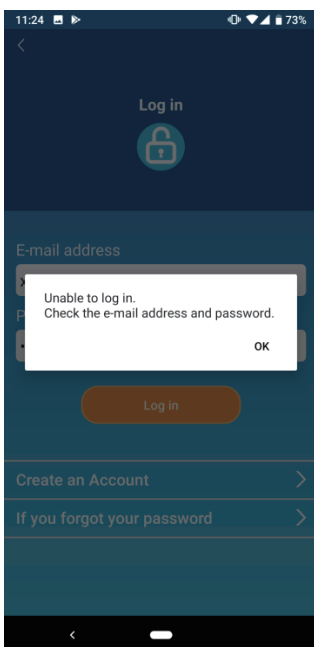 11:24 73%
Log in
E-mail address
Unable to log in.
Check the e-mail address and password.
OK
Log in
Create an Account
If you forgot your password